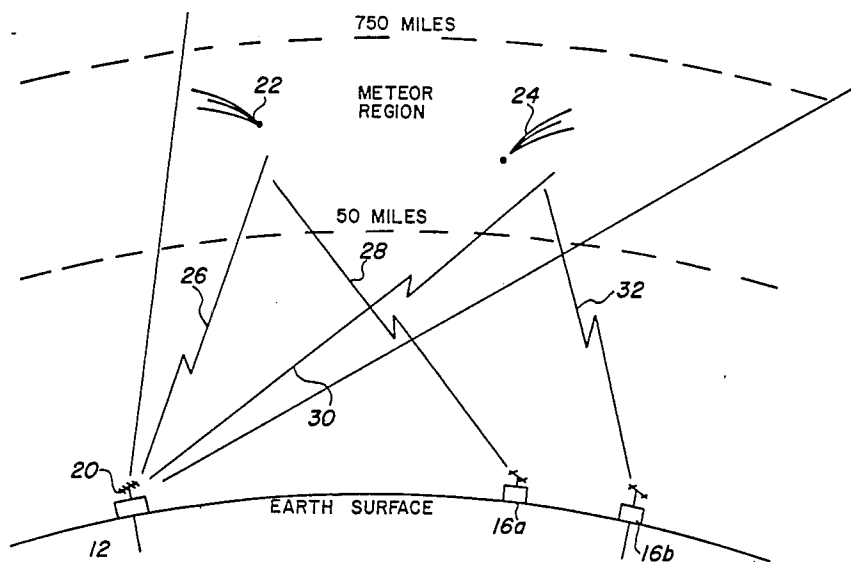 750 MILES
22
METEOR
REGION
24
50 MILES
28
26
32
30
20
EARTH SURFACE
16a
12
16b